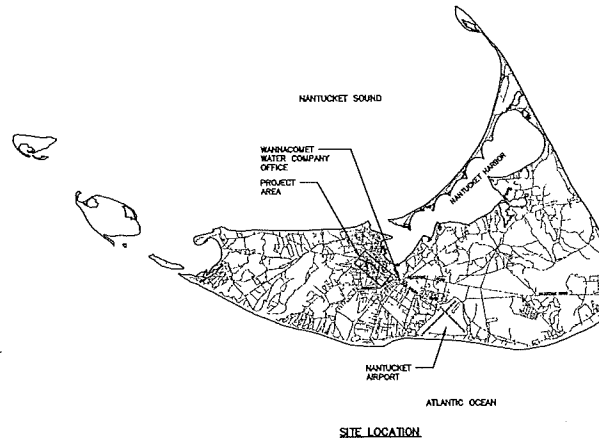 NANTUCKET SOUND
WANNACOMET
WATER COMPANY
OFFICE
PROJECT
AREA
NANTUCKET HARBOR
NANTUCKET
AIRPORT
ATLANTIC OCEAN
SITE LOCATION